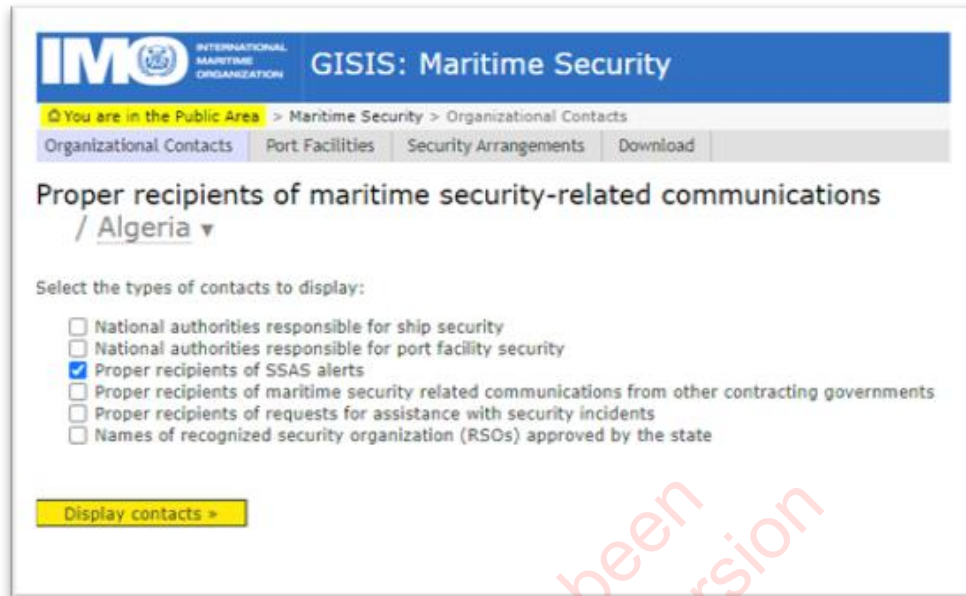 IMO INTERNATIONAL MARITIME ORGANIZATION GISIS: Maritime Security
You are in the Public Area > Maritime Security > Organizational Contacts
Organizational Contacts Port Facilities Security Arrangements Download
Proper recipients of maritime security-related communications
/ Algeria ▾
Select the types of contacts to display:
National authorities responsible for ship security
National authorities responsible for port facility security
Proper recipients of SSAS alerts
Proper recipients of maritime security related communications from other contracting governments
Proper recipients of requests for assistance with security incidents
Names of recognized security organization (RSOs) approved by the state
Display contacts »
been